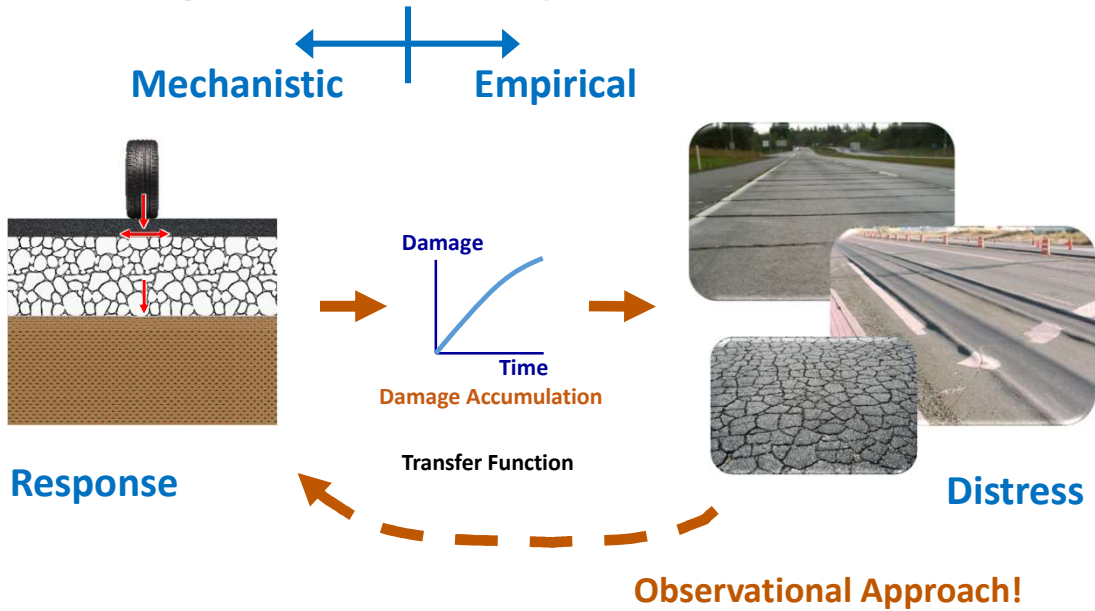 Mechanistic
Empirical
Damage
Time
Damage Accumulation
Transfer Function
Response
Distress
Observational Approach!